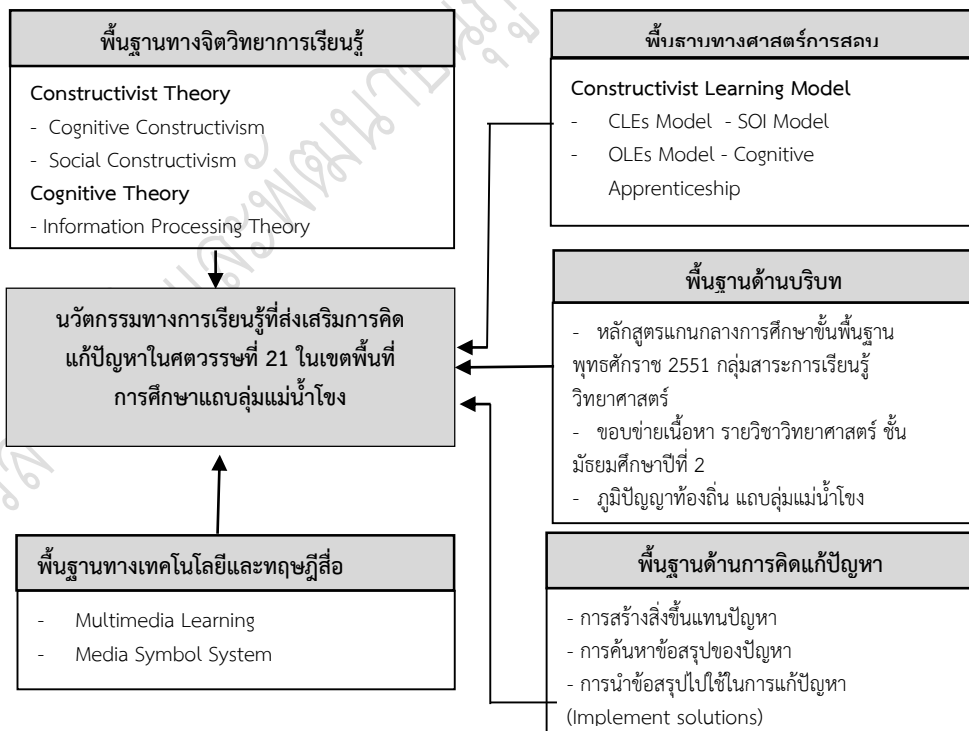 พื้นฐานทางจิตวิทยาการเรียนรู้
Constructivist Theory
- Cognitive Constructivism
- Social Constructivism
Cognitive Theory
- Information Processing Theory
พื้นฐานทางศาสตร์การสอน
Constructivist Learning Model
- CLEs Model - SOI Model
- OLEs Model - Cognitive
Apprenticeship
นวัตกรรมทางการเรียนรู้ที่ส่งเสริมการคิด
แก้ปัญหาในศตวรรษที่ 21 ในเขตพื้นที่
การศึกษาแถบลุ่มแม่น้ำโขง
พื้นฐานด้านบริบท
- หลักสูตรแกนกลางการศึกษาขั้นพื้นฐาน
พุทธศักราช 2551 กลุ่มสาระการเรียนรู้
วิทยาศาสตร์
- ขอบข่ายเนื้อหา รายวิชาวิทยาศาสตร์ ชั้น
มัธยมศึกษาปีที่ 2
- ภูมิปัญญาท้องถิ่น แถบลุ่มแม่น้ำโขง
พื้นฐานทางเทคโนโลยีและทฤษฎีสื่อ
- Multimedia Learning
- Media Symbol System
พื้นฐานด้านการคิดแก้ปัญหา
- การสร้างสิ่งขึ้นแทนปัญหา
- การค้นหาข้อสรุปของปัญหา
- การนำข้อสรุปไปใช้ในการแก้ปัญหา
(Implement solutions)